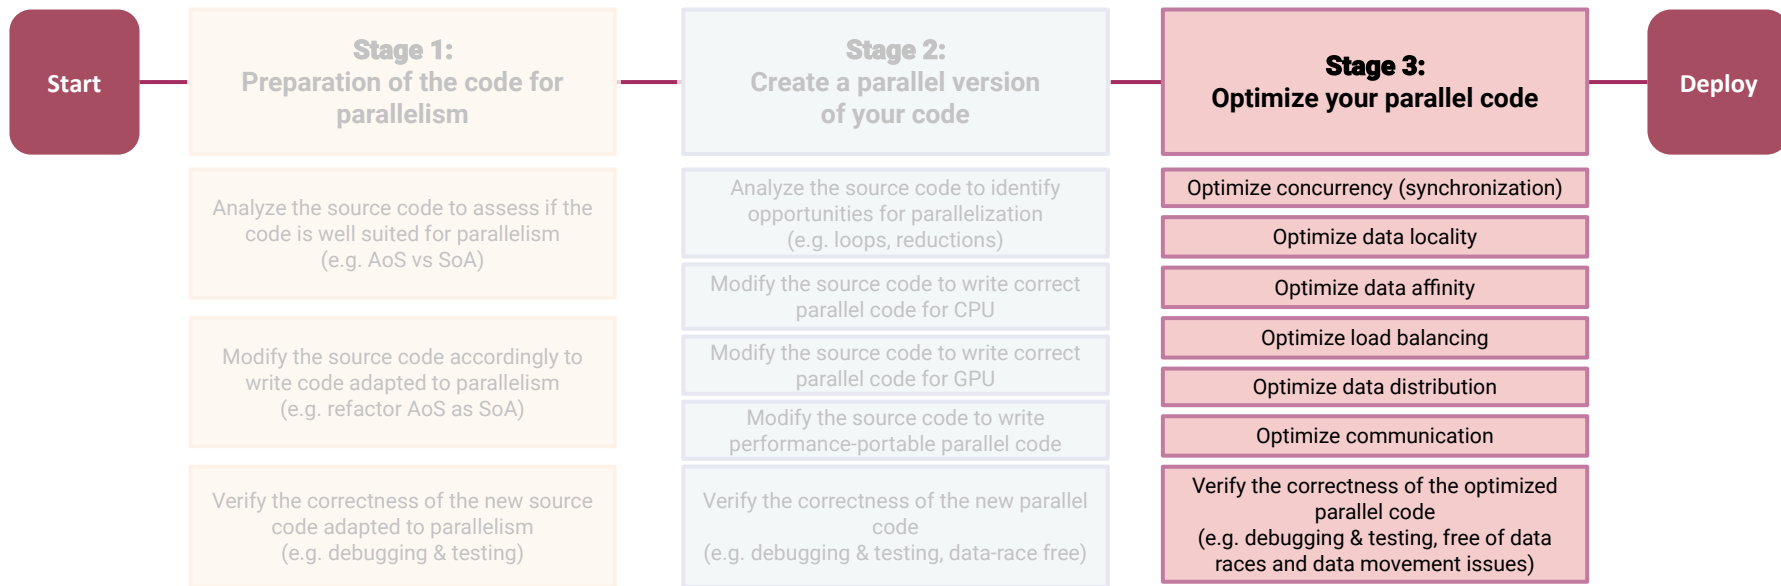 Start
Stage 1:
Preparation of the code for
parallelism
Analyze the source code to assess if the
code is well suited for parallelism
(e.g. AoS vs SoA)
Modify the source code accordingly to
write code adapted to parallelism
(e.g. refactor AoS as SoA)
Verify the correctness of the new source
code adapted to parallelism
(e.g. debugging & testing)
Stage 2:
Create a parallel version
of your code
Analyze the source code to identify
opportunities for parallelization
(e.g. loops, reductions)
Modify the source code to write correct
parallel code for CPU
Modify the source code to write correct
parallel code for GPU
Modify the source code to write
performance-portable parallel code
Verify the correctness of the new parallel
code
(e.g. debugging & testing, data-race free)
Stage 3:
Optimize your parallel code
Optimize concurrency (synchronization)
Optimize data locality
Optimize data affinity
Optimize load balancing
Optimize data distribution
Optimize communication
Verify the correctness of the optimized
parallel code
(e.g. debugging & testing, free of data
races and data movement issues)
Deploy